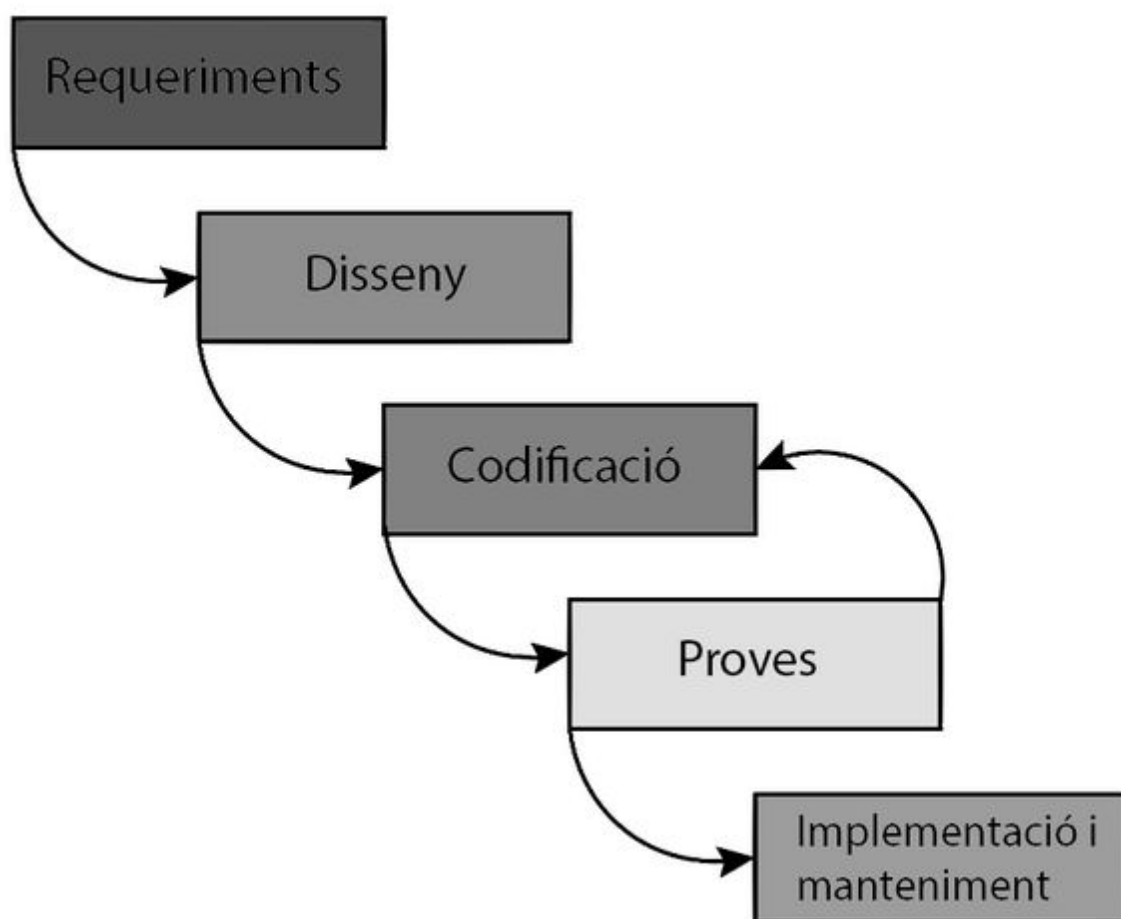 Requeriments
Disseny
Codificació
Proves
Implementació i
manteniment